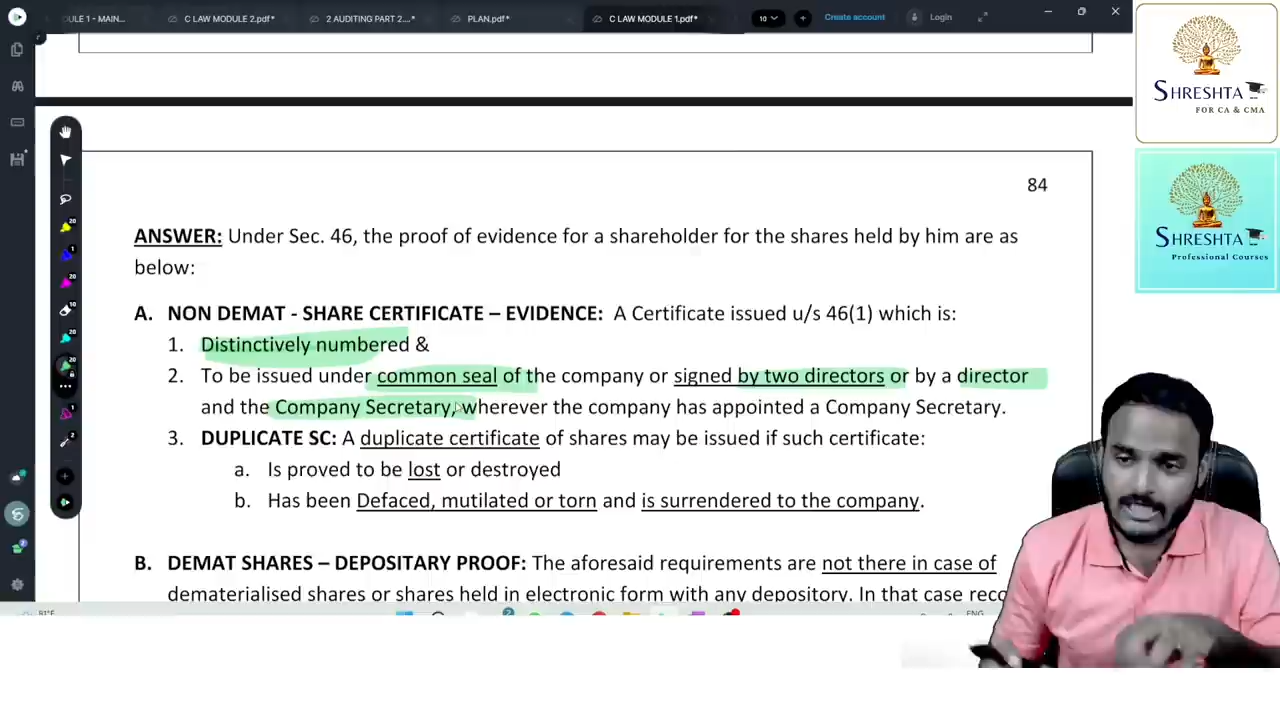 ULE 1 - MAIN...
C LAW MODULE 2.pdf*
2 AUDITING PART 2....*
PLAN.pdf*
C LAW MODULE 1.pdf*
10
Create account
Login
SHRESHTA
FOR CA & CMA
SHRESHTA
Professional Courses
84
ANSWER: Under Sec. 46, the proof of evidence for a shareholder for the shares held by him are as
below:
A. NON DEMAT - SHARE CERTIFICATE – EVIDENCE: A Certificate issued u/s 46(1) which is:
1. Distinctively numbered &
2. To be issued under common seal of the company or signed by two directors or by a director
and the Company Secretary, wherever the company has appointed a Company Secretary.
3. DUPLICATE SC: A duplicate certificate of shares may be issued if such certificate:
a. Is proved to be lost or destroyed
b. Has been Defaced, mutilated or torn and is surrendered to the company.
B. DEMAT SHARES – DEPOSITARY PROOF: The aforesaid requirements are not there in case of
dematerialised shares or shares held in electronic form with any depository. In that case reco
ENG